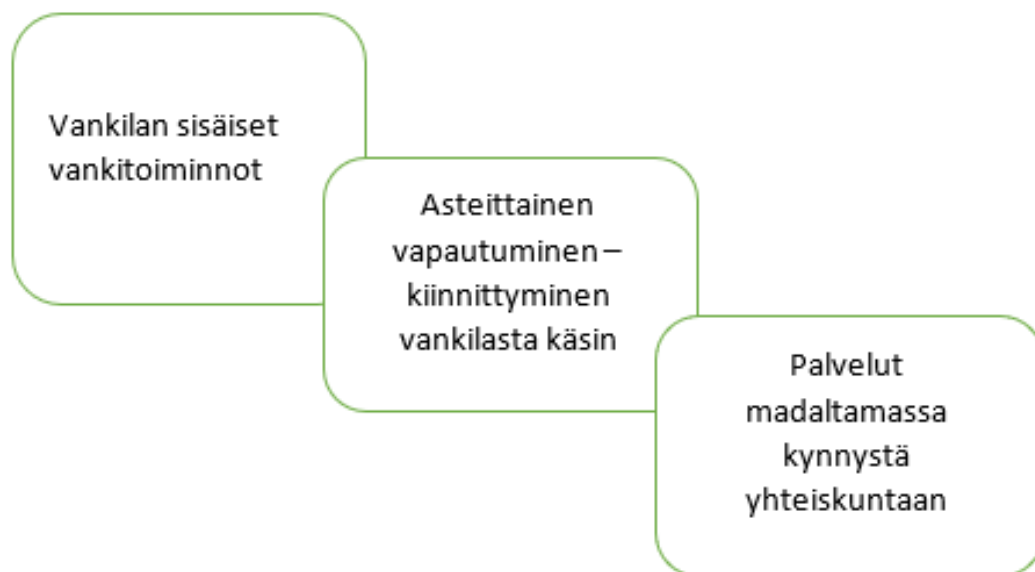 Vankilan sisäiset
vankitoiminnot
Asteittainen
vapautuminen –
kiinnittyminen
vankilasta käsin
Palvelut
madaltamassa
kynnystä
yhteiskuntaan